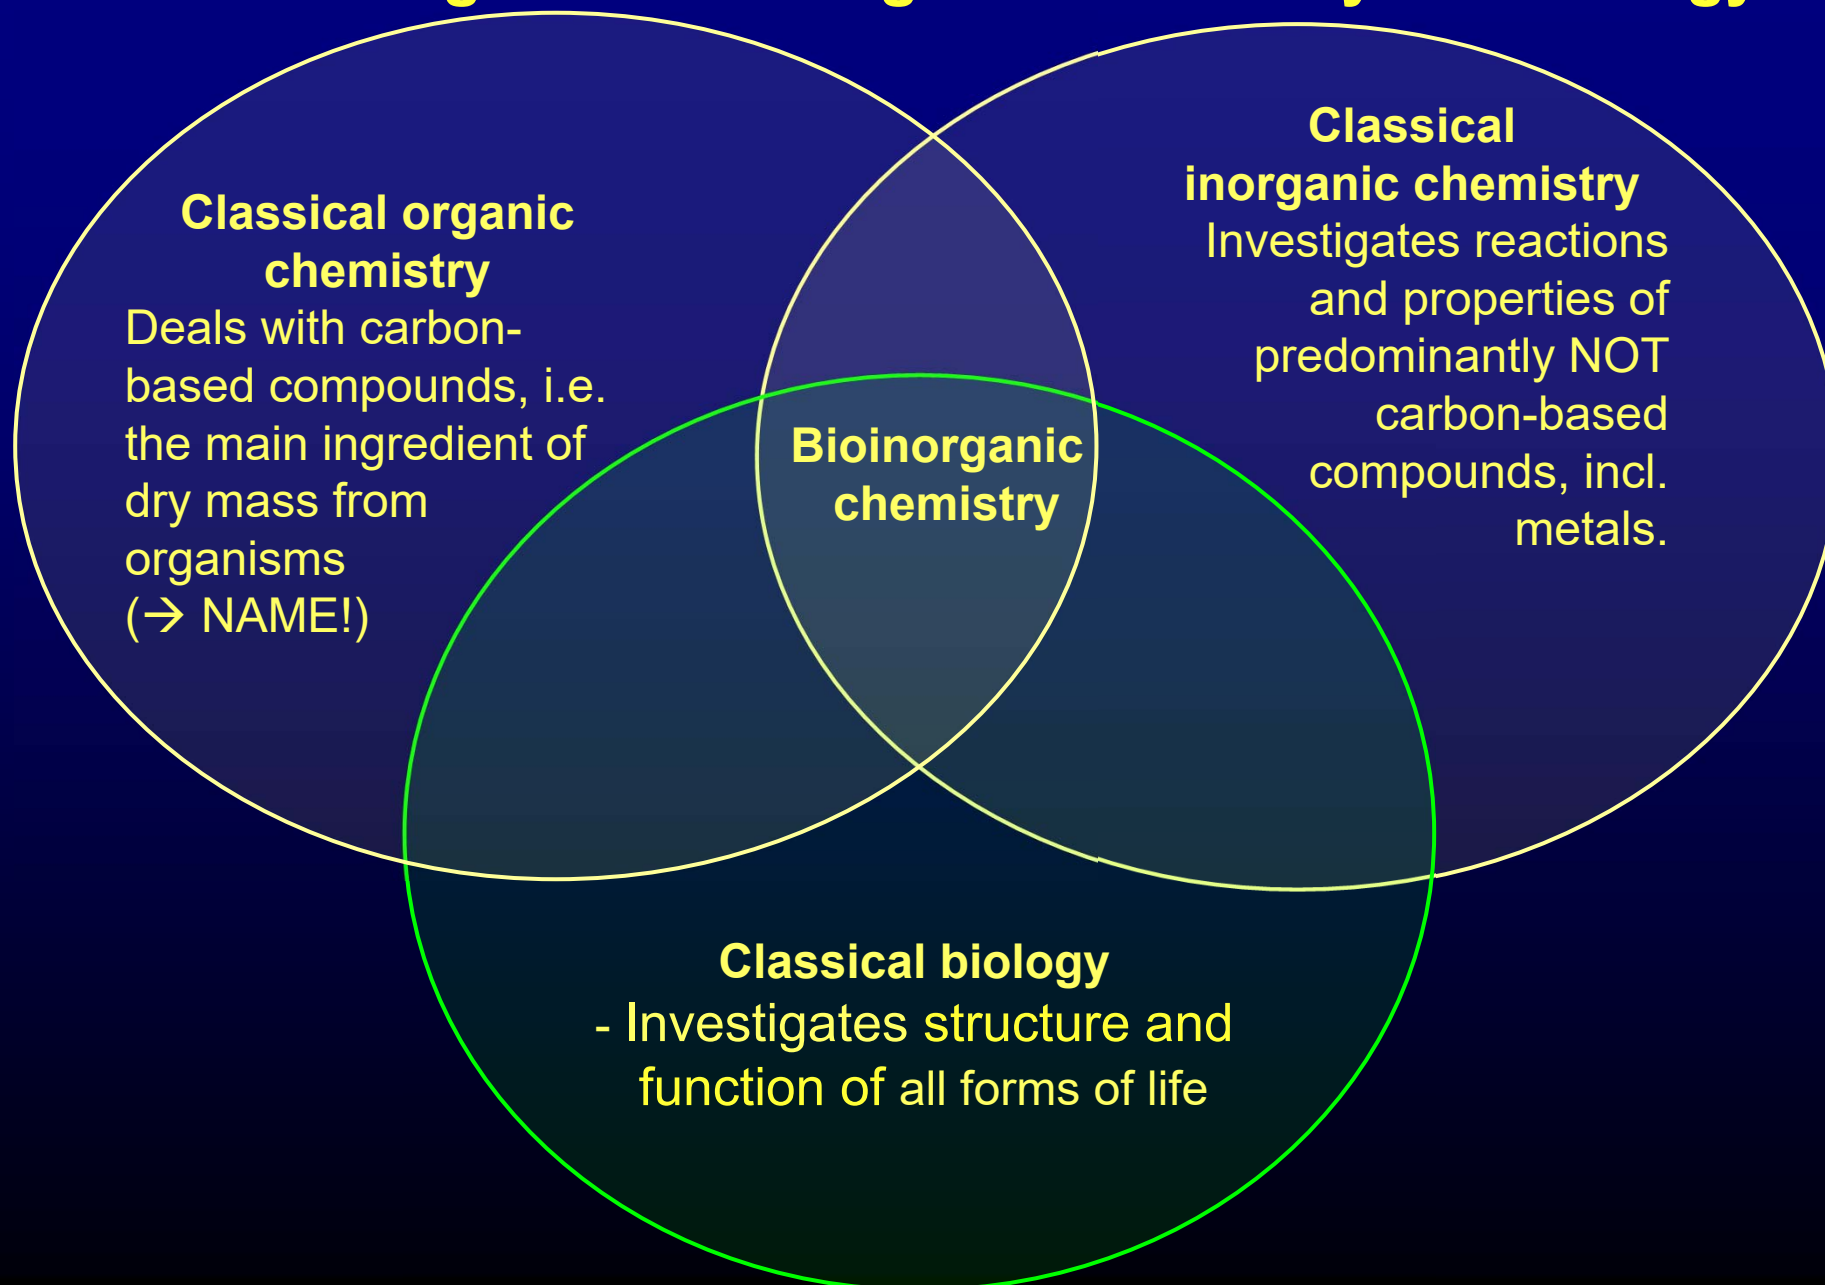 Classical organic
chemistry
Deals with carbon-
based compounds, i.e.
the main ingredient of
dry mass from
organisms
(→ NAME!)
Classical
inorganic chemistry
Investigates reactions
and properties of
predominantly NOT
carbon-based
compounds, incl.
metals.
Bioinorganic
chemistry
Classical biology
- Investigates structure and
function of all forms of life